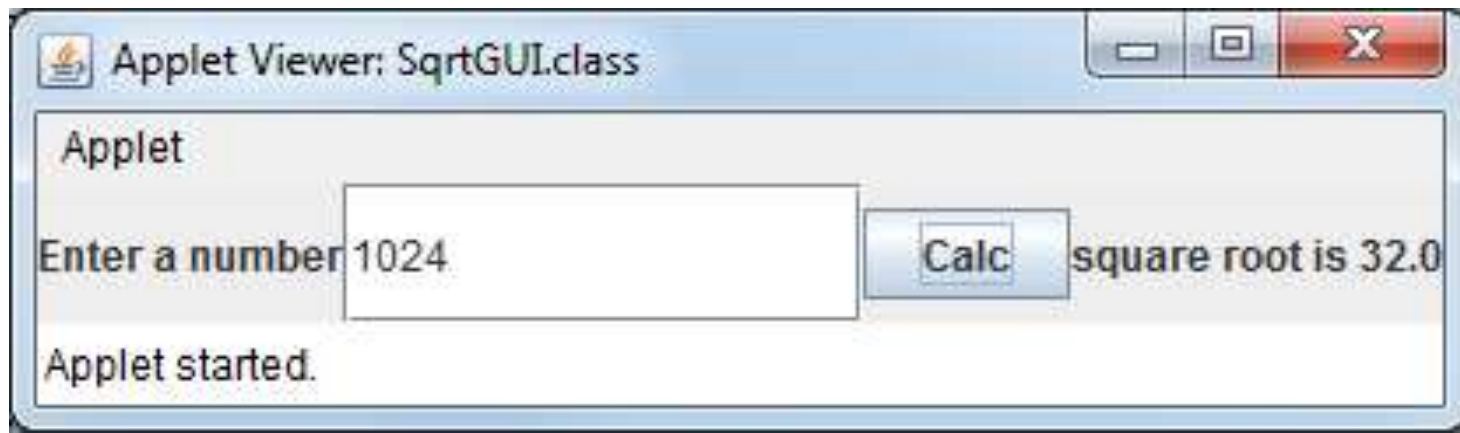 Applet Viewer: SqrtGUI.class
Applet
Enter a number 1024 Calc square root is 32.0
Applet started.